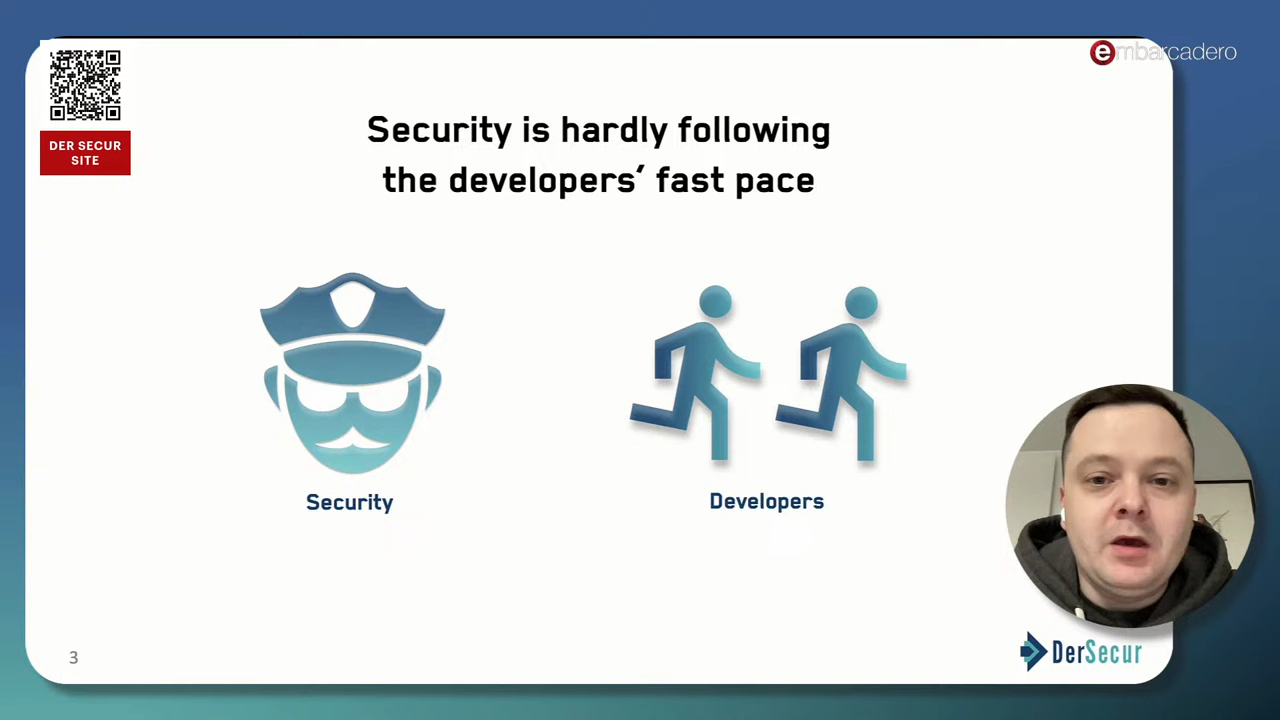 embarcadero
DER SECUR
SITE
Security is hardly following
the developers’ fast pace
Security
Developers
3
DerSecur